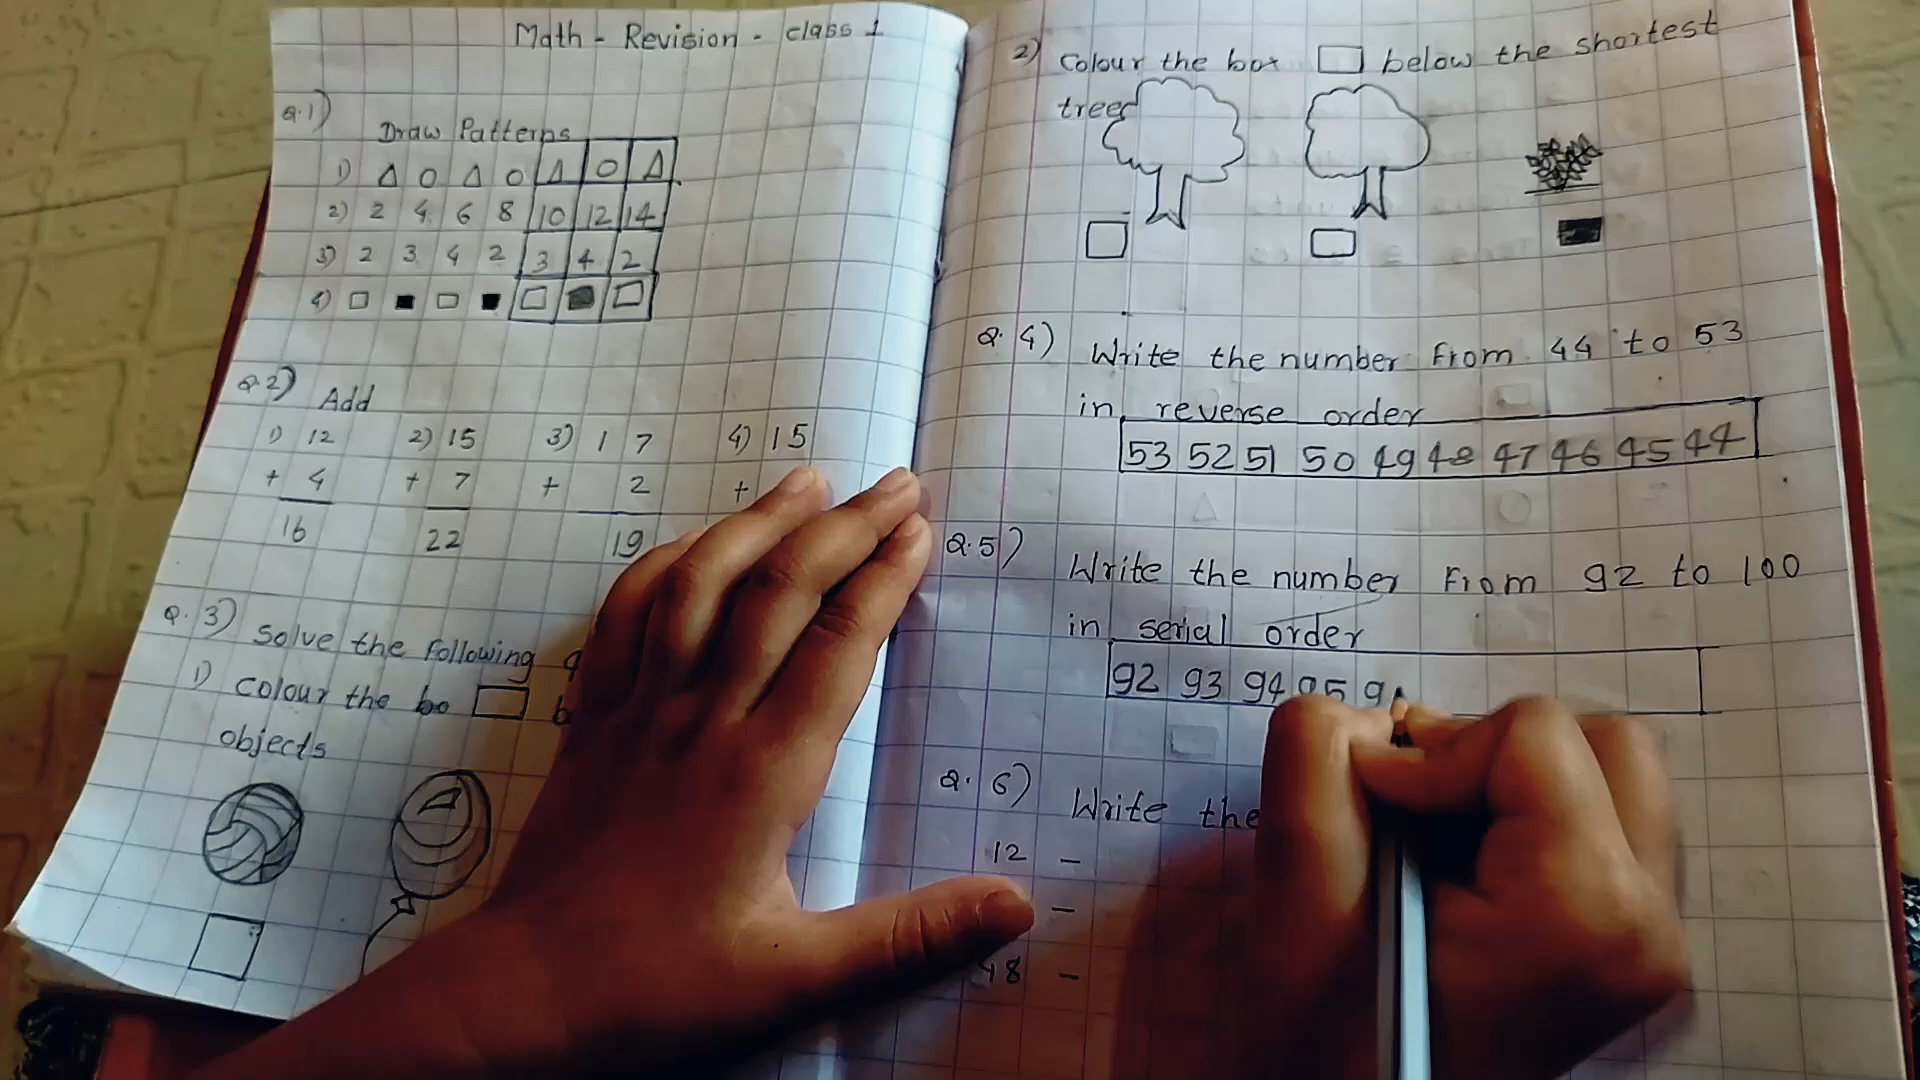 Math - Revision - class 1
Q.1)
Draw Patterns
1) Δ O Δ O Δ O Δ
2) 2 4 6 8 10 12 14
3) 2 3 4 2 3 4 2
4) □ ■ □ ■ □ ■ □
Q.2) Add
1) 12 2) 15 3) 1 7 4) 15
+ 4 + 7 + 2 +
16 22 19
Q. 3) Solve the following
1) colour the bo □
objects
2) colour the box □ below the shortest
tree
Q. 4) Write the number from 44 to 53
in reverse order
53 52 51 50 49 48 47 46 45 44
Q.5)
Write the number From 92 to 100
in serial order
92 93 94 95
Q. 6) Write the
12 -
-
48 -